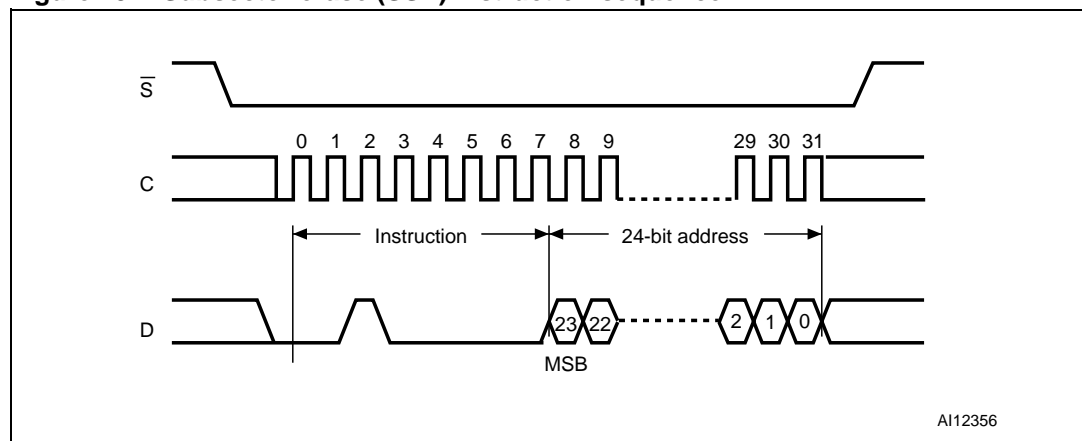 S
0 1 2 3 4 5 6 7 8 9 29 30 31
C
Instruction 24-bit address
D 23 22 2 1 0
MSB
AI12356